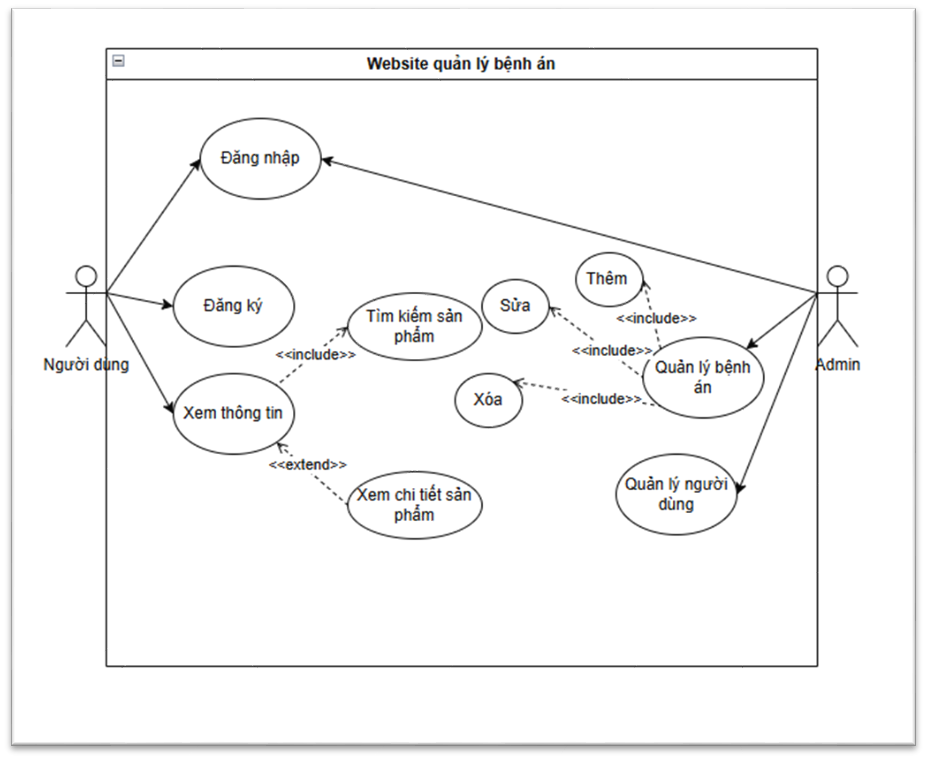 Website quản lý bệnh án
Đăng nhập
Thêm
Sửa
Đăng ký
Tìm kiếm sản
phẩm
<<include>>
<<include>>
<<include>>
Người dùng
Admin
Quản lý bệnh
án
Xem thông tin
Xóa
<<include>>
<<extend>>
Xem chi tiết sản
phẩm
Quản lý người
dùng